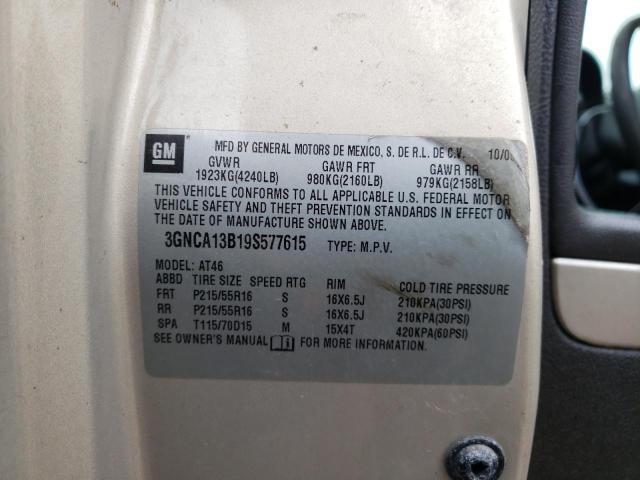 GM
MFD BY GENERAL MOTORS DE MEXICO, S. DE R.L. DE C.V. 10/0
GVWR GAWR FRT GAWR RR
1923KG(4240LB) 980KG(2160LB) 979KG(2158LB)
THIS VEHICLE CONFORMS TO ALL APPLICABLE U.S. FEDERAL MOTOR
VEHICLE SAFETY AND THEFT PREVENTION STANDARDS IN EFFECT ON
THE DATE OF MANUFACTURE SHOWN ABOVE.
3GNCA13B19S577615 TYPE: M.P.V.
MODEL: AT46
ABBD TIRE SIZE SPEED RTG RIM COLD TIRE PRESSURE
FRT P215/55R16 S 16X6.5J 210KPA(30PSI)
RR P215/55R16 S 16X6.5J 210KPA(30PSI)
SPA T115/70D15 M 15X4T 420KPA(60PSI)
SEE OWNER'S MANUAL FOR MORE INFORMATION.